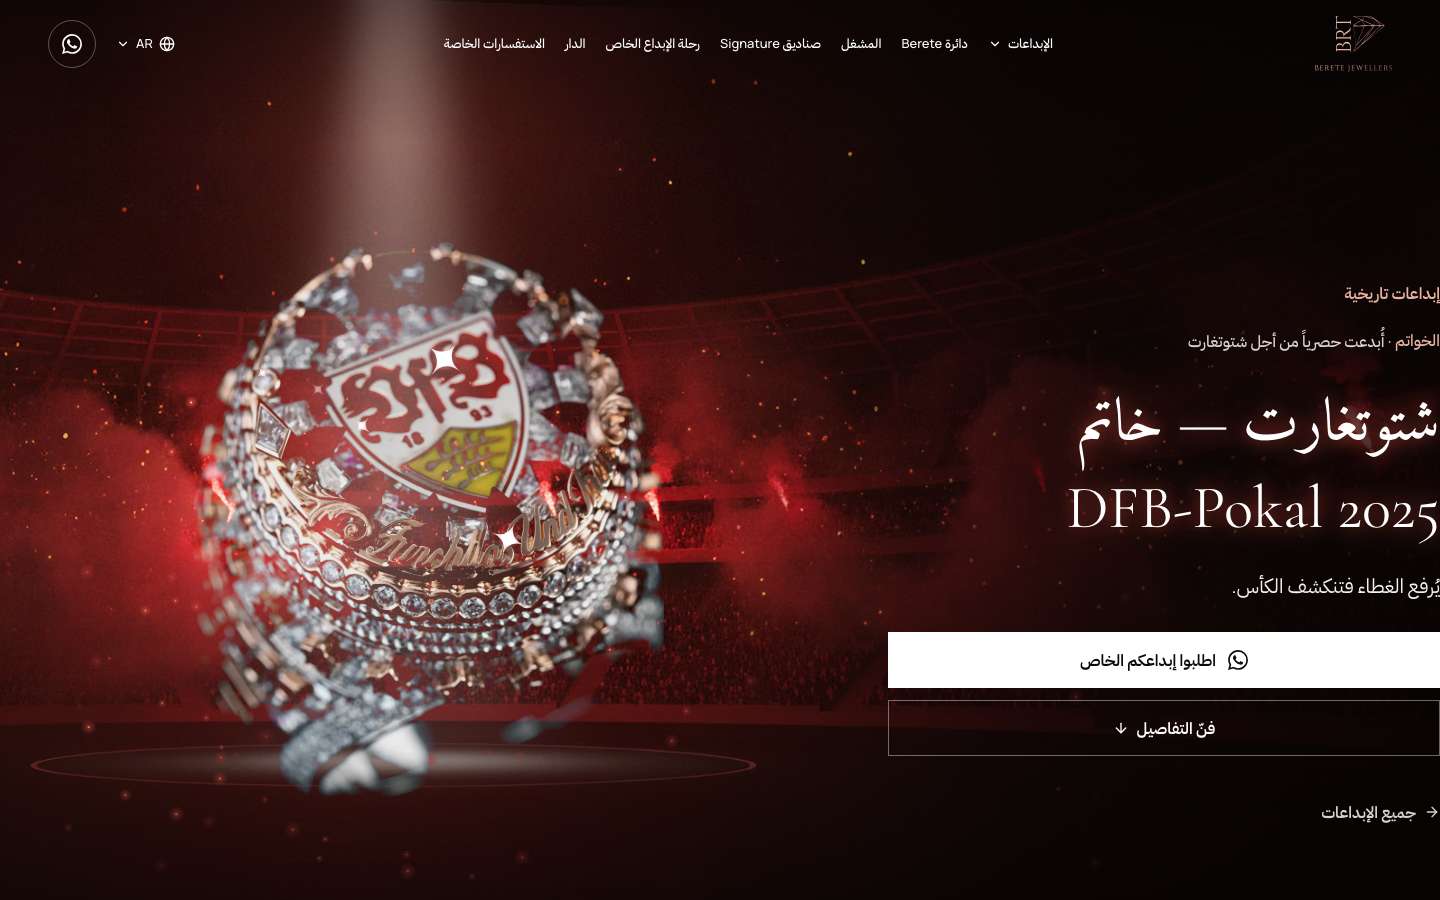 BRT
BERETE JEWELLERS
الإبداعات
دائرة Berete
المشغل
صناديق Signature
رحلة الإبداع الخاص
الدار
الاستفسارات الخاصة
AR
إبداعات تاريخية
الخواتم · أُبدعت حصرياً من أجل شتوتغارت
شتوتغارت — خاتم
DFB-Pokal 2025
يُرفع الغطاء فتنكشف الكأس.
اطلبوا إبداعكم الخاص
فنّ التفاصيل ↓
→ جميع الإبداعات
Furchtlos Und